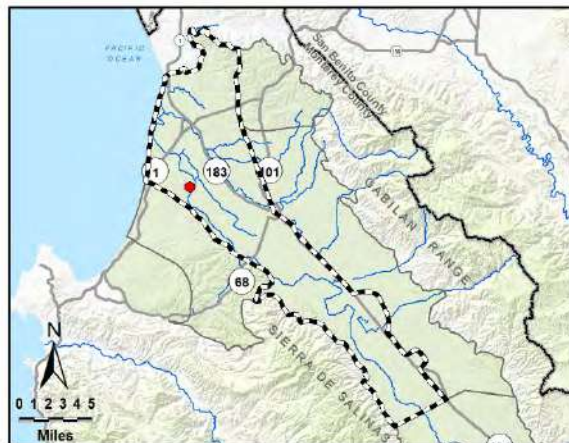 PACIFIC
OCEAN
1
San Benito County
Monterey County
1
183
101
GABILAN RANGE
68
SIERRA DE SALINAS
N
0 1 2 3 4 5
Miles